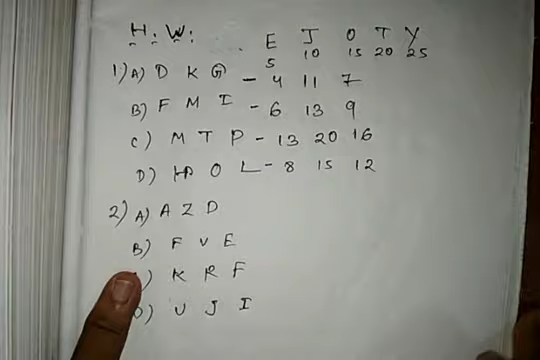 H.W:
E J O T Y
5 10 15 20 25
1) A) D K G - 4 11 7
B) F M I - 6 13 9
C) M T P - 13 20 16
D) H O L - 8 15 12
2) A) A Z D
B) F V E
) K R F
D) U J I